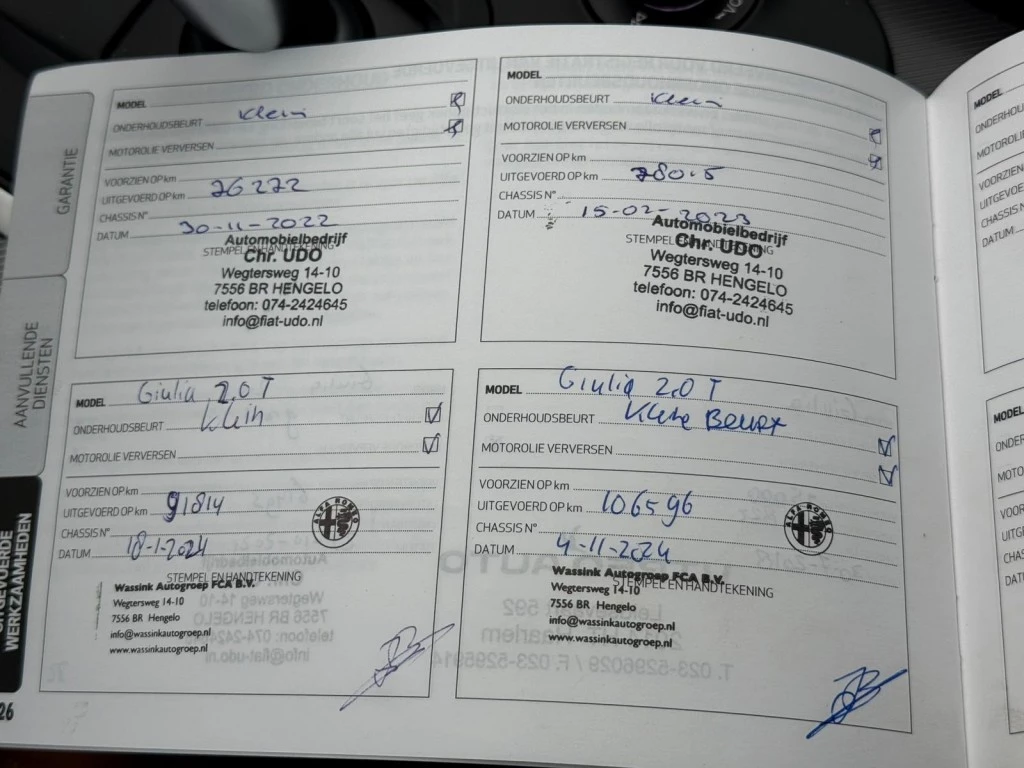 GARANTIE
AANVULLENDE
DIENSTEN
WERKZAAMHEDEN
26
MODEL
ONDERHOUDSBEURT Klein
MOTOROLIE VERVERSEN
VOORZIEN OP km
UITGEVOERD OP km 76272
CHASSIS N°
DATUM 30-11-2022
STEMPEL EN HANDTEKENING
Automobielbedrijf
Chr. UDO
Wegtersweg 14-10
7556 BR HENGELO
telefoon: 074-2424645
info@fiat-udo.nl
MODEL
ONDERHOUDSBEURT Klein
MOTOROLIE VERVERSEN
VOORZIEN OP km
UITGEVOERD OP km
CHASSIS N°
DATUM 15-02-2023
STEMPEL EN HANDTEKENING
Automobielbedrijf
Chr. UDO
Wegtersweg 14-10
7556 BR HENGELO
telefoon: 074-2424645
info@fiat-udo.nl
MODEL Giulia 2.0 T
ONDERHOUDSBEURT Klein
MOTOROLIE VERVERSEN
VOORZIEN OP km
UITGEVOERD OP km 91814
CHASSIS N°
DATUM 18-1-2024
ALFA ROMEO
STEMPEL EN HANDTEKENING
Wassink Autogroep FCA B.V.
Wegtersweg 14-10
7556 BR Hengelo
info@wassinkautogroep.nl
www.wassinkautogroep.nl
MODEL Giulia 2.0 T
ONDERHOUDSBEURT Kleine Beurt
MOTOROLIE VERVERSEN
VOORZIEN OP km
UITGEVOERD OP km 106596
CHASSIS N°
DATUM 4-11-2024
ALFA ROMEO
STEMPEL EN HANDTEKENING
Wassink Autogroep FCA B.V.
Wegtersweg 14-10
7556 BR Hengelo
info@wassinkautogroep.nl
www.wassinkautogroep.nl
MODEL